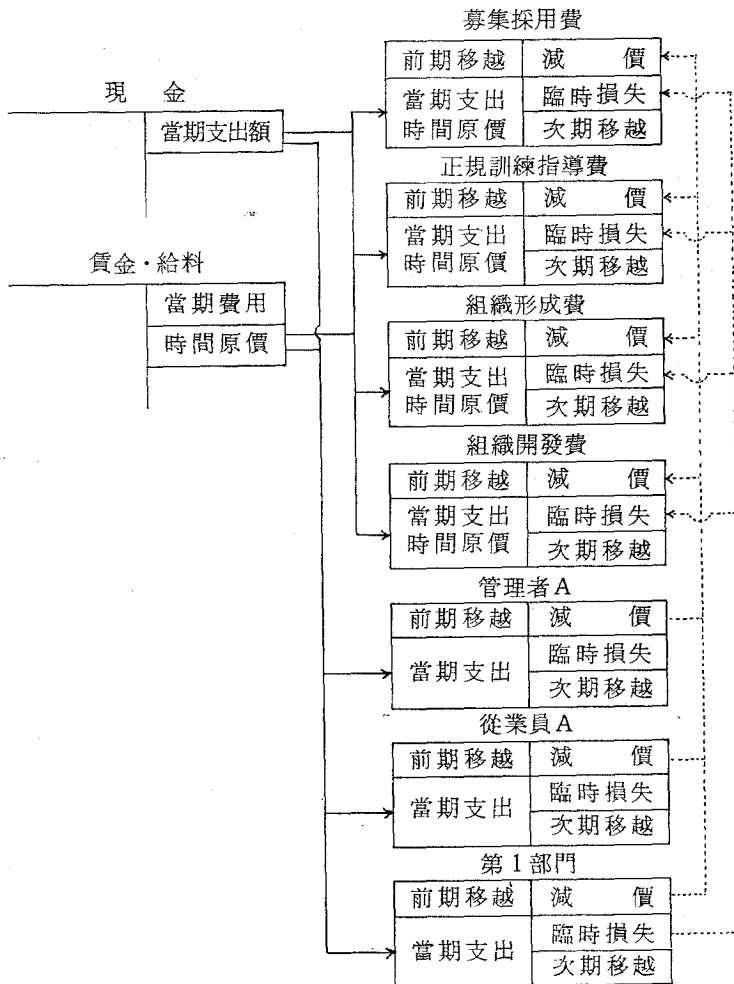 現 金
當期支出額
賃金・給料
當期費用
時間原價
募集採用費
前期移越 減 價
當期支出 臨時損失
時間原價 次期移越
正規訓練指導費
前期移越 減 價
當期支出 臨時損失
時間原價 次期移越
組織形成費
前期移越 減 價
當期支出 臨時損失
時間原價 次期移越
組織開發費
前期移越 減 價
當期支出 臨時損失
時間原價 次期移越
管理者A
前期移越 減 價
當期支出 臨時損失
次期移越
從業員A
前期移越 減 價
當期支出 臨時損失
次期移越
第1部門
前期移越 減 價
當期支出 臨時損失
次期移越